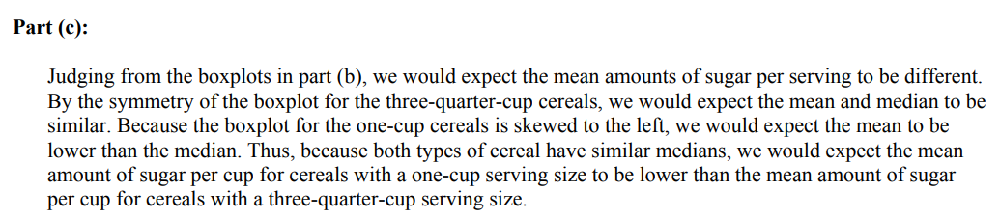 Part (c):
Judging from the boxplots in part (b), we would expect the mean amounts of sugar per serving to be different.
By the symmetry of the boxplot for the three-quarter-cup cereals, we would expect the mean and median to be
similar. Because the boxplot for the one-cup cereals is skewed to the left, we would expect the mean to be
lower than the median. Thus, because both types of cereal have similar medians, we would expect the mean
amount of sugar per cup for cereals with a one-cup serving size to be lower than the mean amount of sugar
per cup for cereals with a three-quarter-cup serving size.